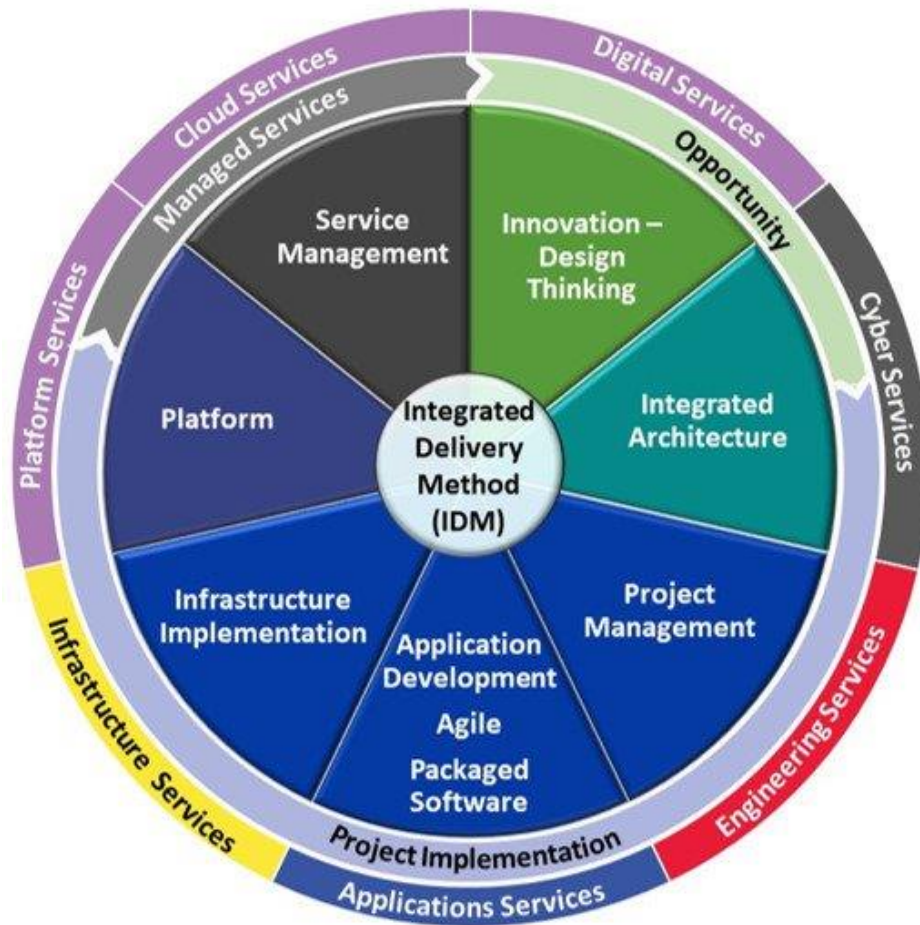 Digital Services
Cyber Services
Engineering Services
Applications Services
Infrastructure Services
Platform Services
Cloud Services
Managed Services
Opportunity
Project Implementation
Innovation –
Design
Thinking
Integrated
Architecture
Project
Management
Application
Development
Agile
Packaged
Software
Infrastructure
Implementation
Platform
Service
Management
Integrated
Delivery
Method
(IDM)